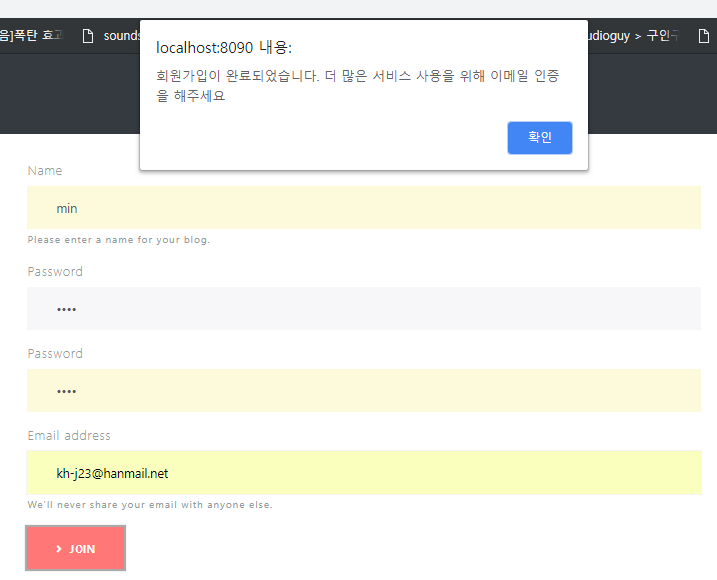 음]폭탄 효과
sounds
udioguy > 구인구
localhost:8090 내용:
회원가입이 완료되었습니다. 더 많은 서비스 사용을 위해 이메일 인증
을 해주세요
확인
Name
min
Please enter a name for your blog.
Password
••••
Password
••••
Email address
kh-j23@hanmail.net
We'll never share your email with anyone else.
> JOIN